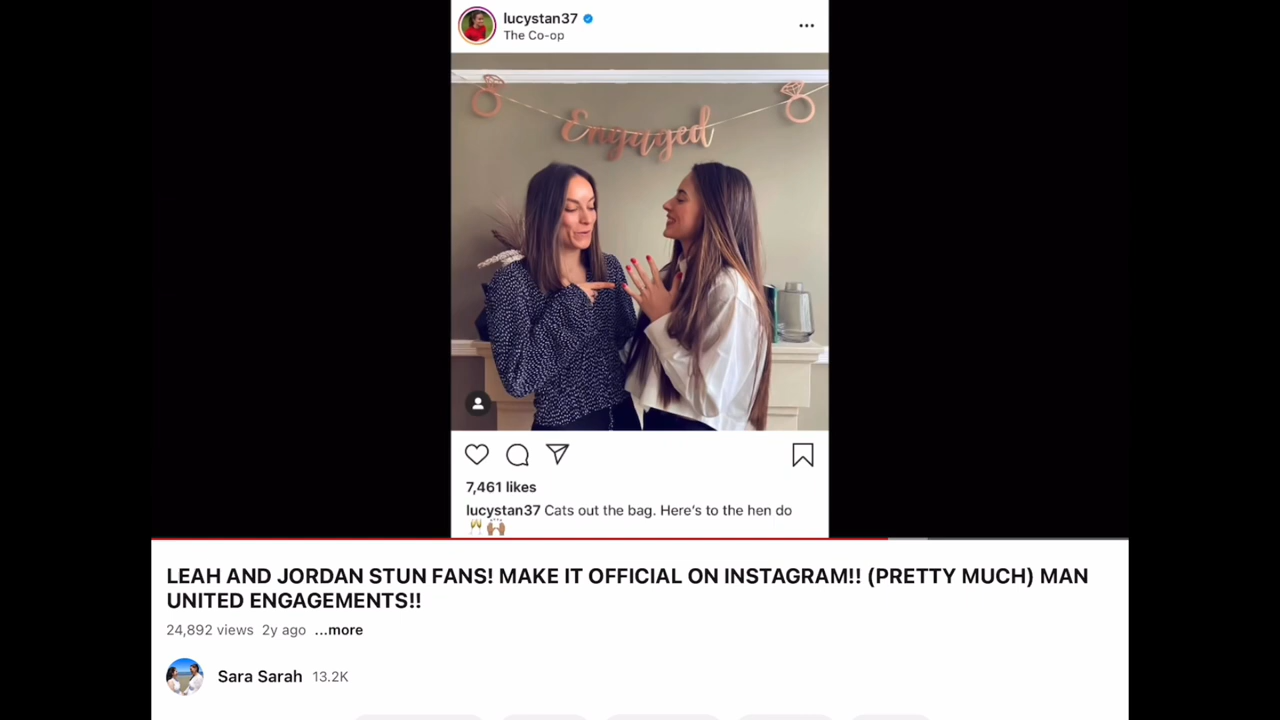 lucystan37
The Co-op
Engaged
7,461 likes
lucystan37 Cats out the bag. Here's to the hen do
🥂🙌🏽
LEAH AND JORDAN STUN FANS! MAKE IT OFFICIAL ON INSTAGRAM!! (PRETTY MUCH) MAN
UNITED ENGAGEMENTS!!
24,892 views 2y ago ...more
Sara Sarah 13.2K